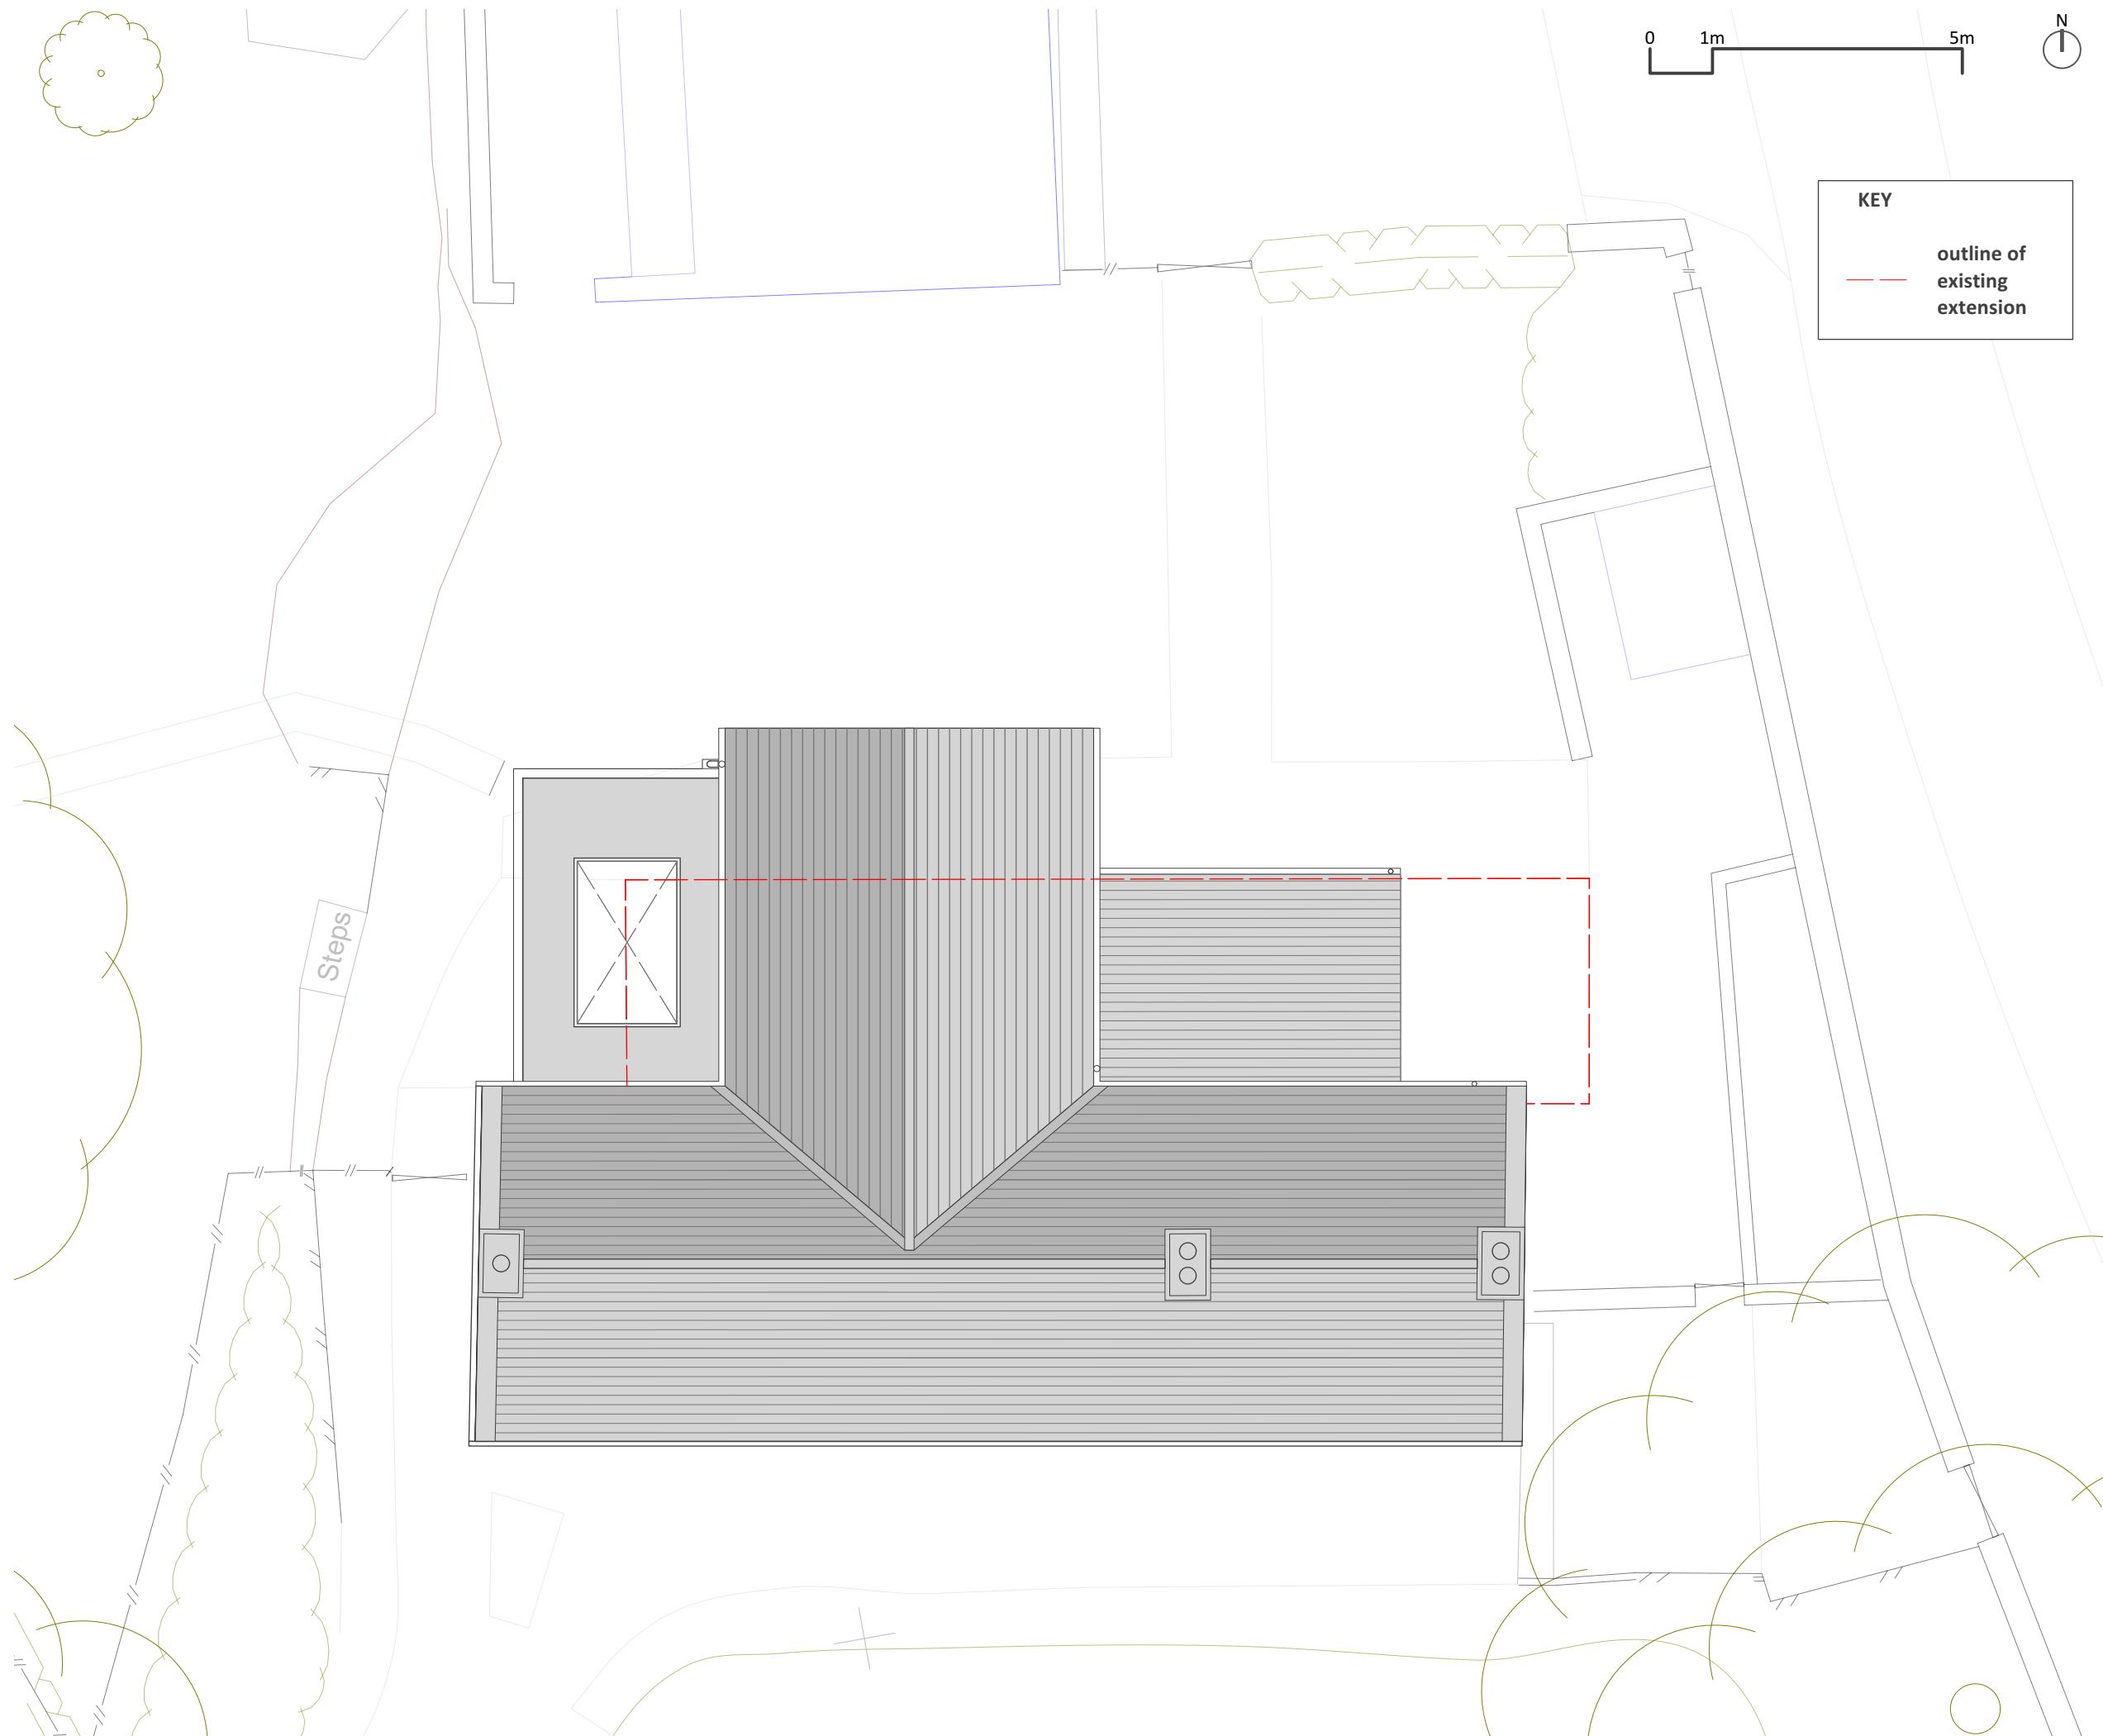 0 1m 5m
N
KEY
outline of
existing
extension
Steps